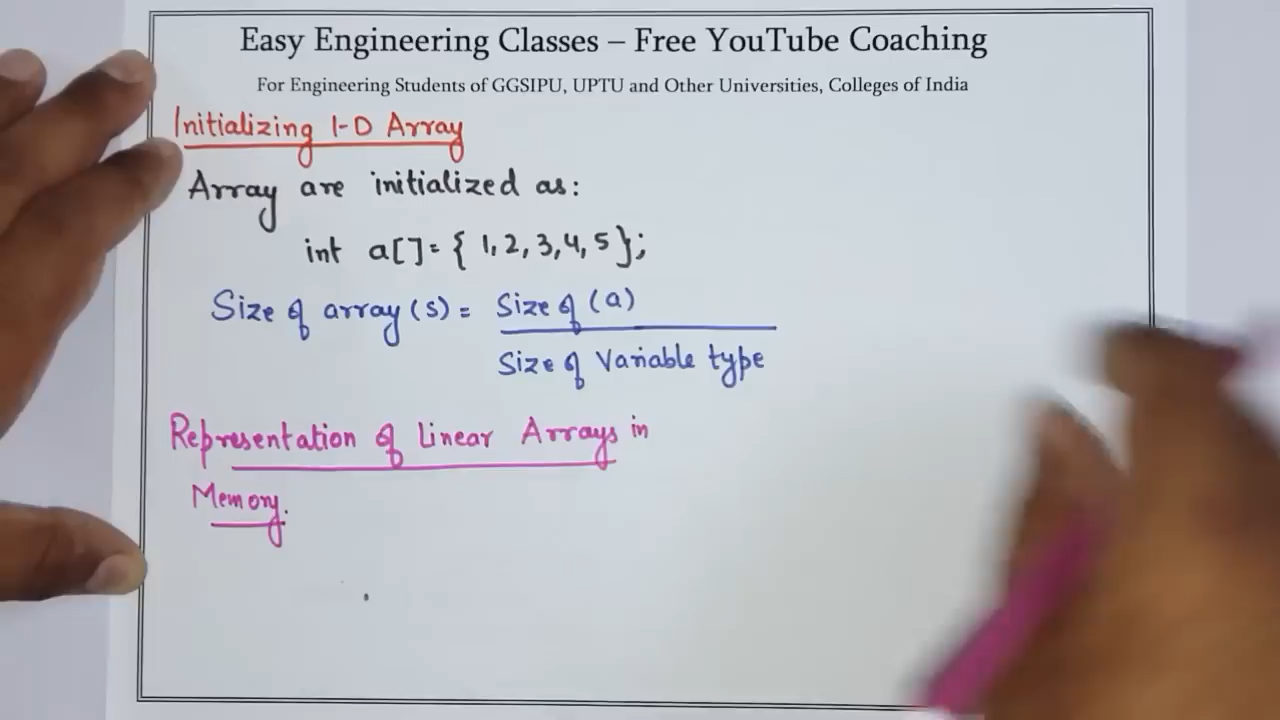 Easy Engineering Classes – Free YouTube Coaching
For Engineering Students of GGSIPU, UPTU and Other Universities, Colleges of India
Initializing 1-D Array
Array are initialized as:
int a[]= { 1, 2, 3, 4, 5 };
Size of array (s) = Size of (a)
Size of Variable type
Representation of Linear Arrays in
Memory.